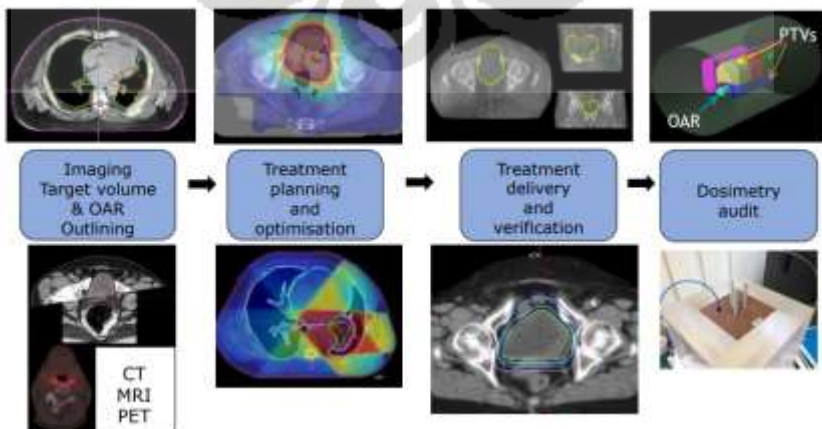 PTVs
OAR
Imaging
Target volume
& OAR
Outlining
Treatment
planning
and
optimisation
Treatment
delivery
and
verification
Dosimetry
audit
CT
MRI
PET